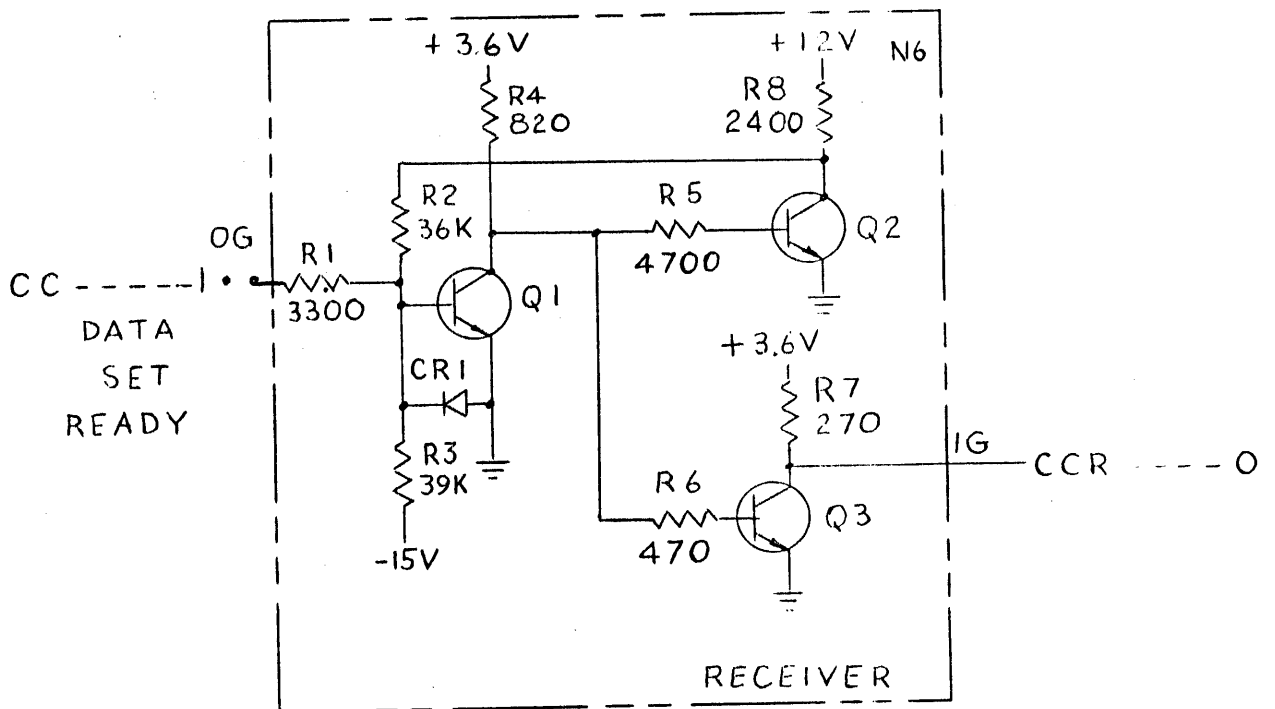 + 3.6V
+ 12V
N6
R4
820
R8
2400
R2
36K
R5
4700
Q2
OG
R1
3300
CC ------1
Q1
DATA
SET
READY
+ 3.6V
CR1
R7
270
1G
CCR ---- 0
R3
39K
R6
470
Q3
-15V
RECEIVER